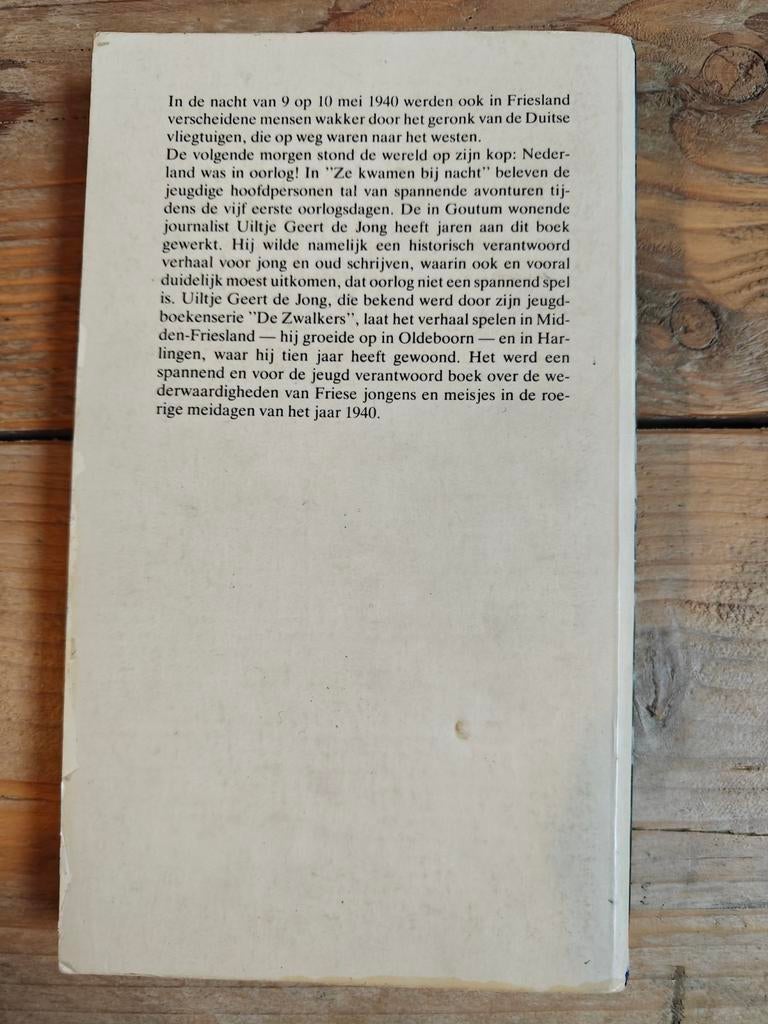 In de nacht van 9 op 10 mei 1940 werden ook in Friesland
verscheidene mensen wakker door het geronk van de Duitse
vliegtuigen, die op weg waren naar het westen.
De volgende morgen stond de wereld op zijn kop: Neder-
land was in oorlog! In "Ze kwamen bij nacht" beleven de
jeugdige hoofdpersonen tal van spannende avonturen tij-
dens de vijf eerste oorlogsdagen. De in Goutum wonende
journalist Uiltje Geert de Jong heeft jaren aan dit boek
gewerkt. Hij wilde namelijk een historisch verantwoord
verhaal voor jong en oud schrijven, waarin ook en vooral
duidelijk moest uitkomen, dat oorlog niet een spannend spel
is. Uiltje Geert de Jong, die bekend werd door zijn jeugd-
boekenserie "De Zwalkers", laat het verhaal spelen in Mid-
den-Friesland — hij groeide op in Oldeboorn — en in Har-
lingen, waar hij tien jaar heeft gewoond. Het werd een
spannend en voor de jeugd verantwoord boek over de we-
derwaardigheden van Friese jongens en meisjes in de roe-
rige meidagen van het jaar 1940.